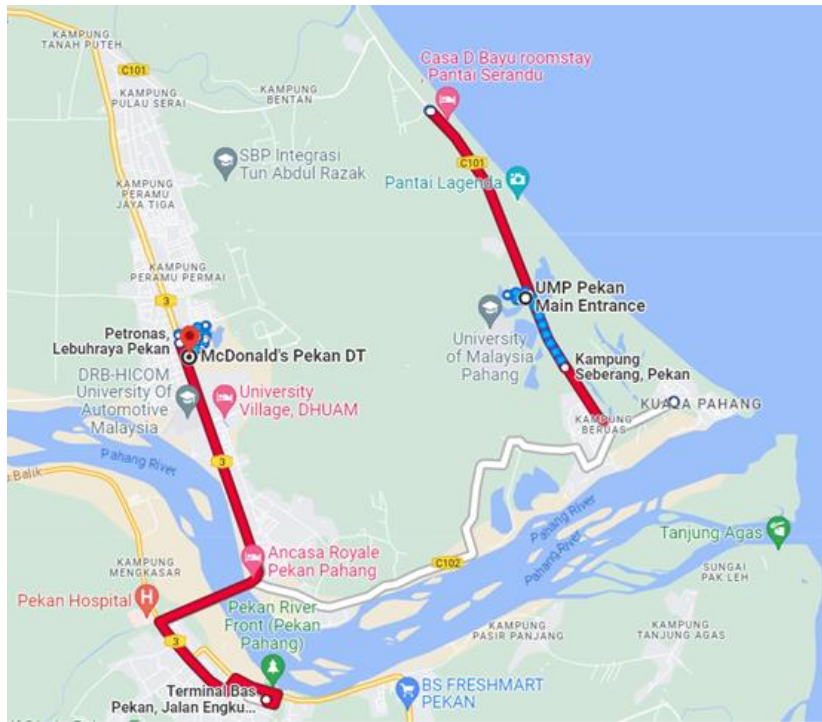 KAMPUNG
TANAH PUTEH
C101
KAMPUNG
PULAU SERAI
KAMPUNG
BENTAN
Casa D Bayu roomstay
, Pantai Serandu
SBP Integrasi
Tun Abdul Razak
C101
Pantai Lagenda
KAMPUNG
PERAMU
JAYA TIGA
KAMPUNG
PERAMU PERMAI
3
UMP Pekan
Main Entrance
University
of Malaysia
Pahang
Petronas,
Lebuhraya Pekan
McDonald's Pekan DT
Kampung
Seberang, Pekan
DRB-HICOM
University Of
Automotive
Malaysia
University
Village, DHUAM
KUALA PAHANG
KAMPUNG
BERUAS
Pahang River
3
Balik
Pahang River
Pahang River
Tanjung Agas
Ancasa Royale
Pekan Pahang
C102
KAMPUNG
MENGKASAR
SUNGAI
PAK LEH
Pekan Hospital
H
Pekan River
Front (Pekan
Pahang)
KAMPUNG
PASIR PANJANG
KAMPUNG
TANJUNG AGAS
3
Terminal Bas
Pekan, Jalan Engku...
BS FRESHMART
PEKAN